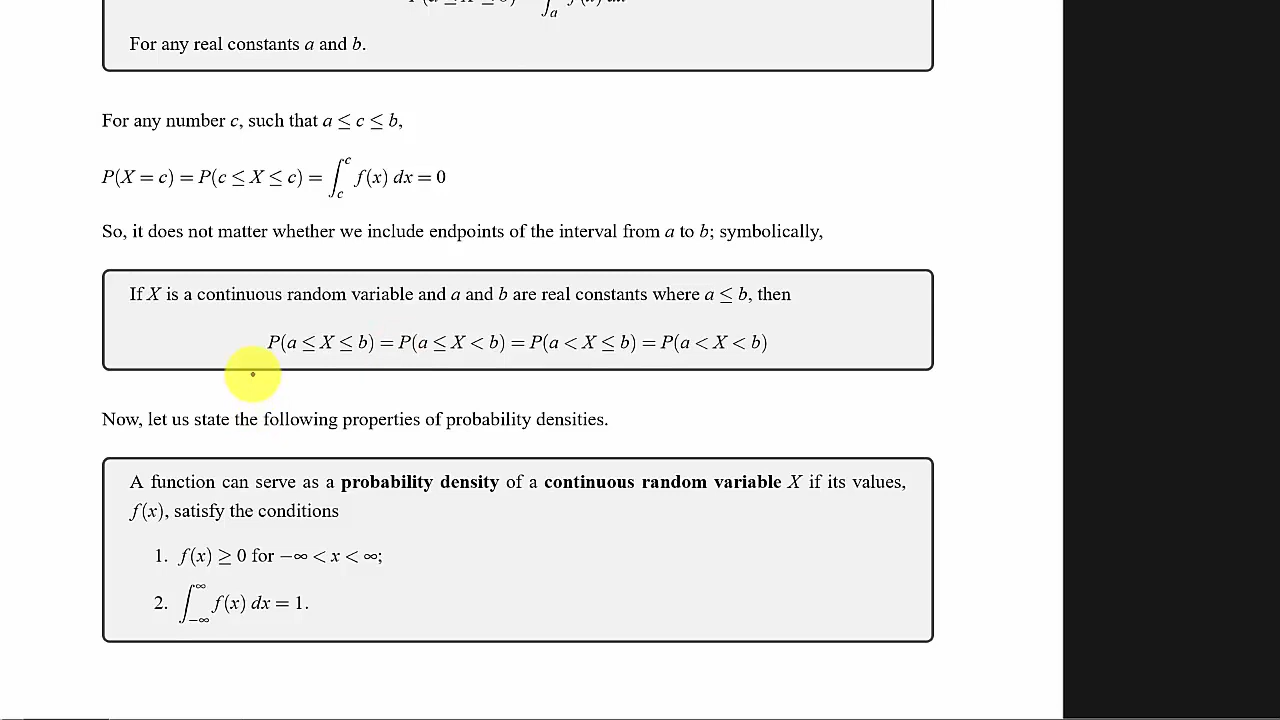 For any real constants a and b.
For any number c, such that a ≤ c ≤ b,
P(X = c) = P(c ≤ X ≤ c) = ∫_c^c f(x) dx = 0
So, it does not matter whether we include endpoints of the interval from a to b; symbolically,
If X is a continuous random variable and a and b are real constants where a ≤ b, then
P(a ≤ X ≤ b) = P(a ≤ X < b) = P(a < X ≤ b) = P(a < X < b)
Now, let us state the following properties of probability densities.
A function can serve as a probability density of a continuous random variable X if its values,
f(x), satisfy the conditions
1. f(x) ≥ 0 for −∞ < x < ∞;
2. ∫_{−∞}^{∞} f(x) dx = 1.